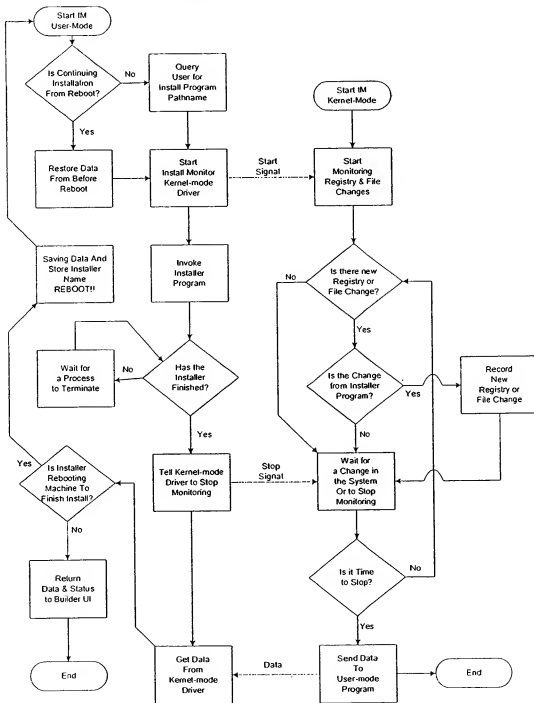 Start IM
User-Mode
Is Continuing
Installation
From Reboot?
No
Yes
Query
User for
Install Program
Pathname
Restore Data
From Before
Reboot
Start
Install Monitor
Kernel-mode
Driver
Start
Signal
Start IM
Kernel-Mode
Start
Monitoring
Registry & File
Changes
Saving Data And
Store Installer
Name
REBOOT!!
Invoke
Installer
Program
Is there new
Registry or
File Change?
No
Yes
Wait for
a Process
to Terminate
No
Has the
Installer
Finished?
Yes
Is the Change
from Installer
Program?
Yes
No
Record
New
Registry or
File Change
Yes
Is Installer
Rebooting
Machine To
Finish Install?
No
Tell Kernel-mode
Driver to Stop
Monitoring
Stop
Signal
Wait for
a Change in
the System
Or to Stop
Monitoring
Return
Data & Status
to Builder UI
Is it Time
to Stop?
No
Yes
End
Get Data
From
Kernel-mode
Driver
Data
Send Data
To
User-mode
Program
End